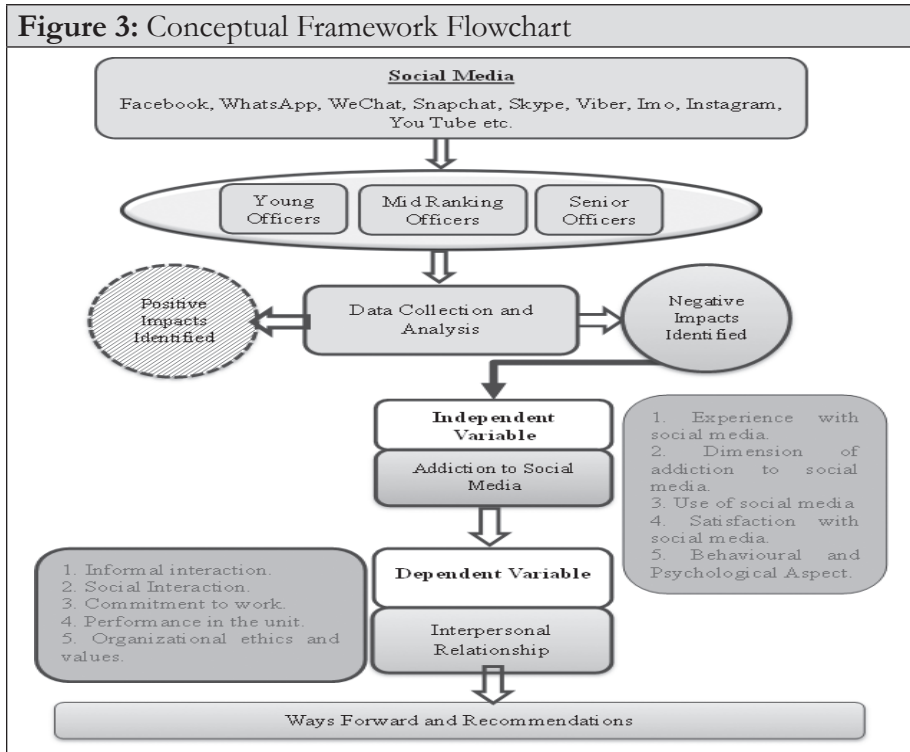 Figure 3: Conceptual Framework Flowchart
Social Media
Facebook, WhatsApp, WeChat, Snapchat, Skype, Viber, Imo, Instagram,
You Tube etc.
Young
Officers
Mid Ranking
Officers
Senior
Officers
Positive
Impacts
Identified
Data Collection and
Analysis
Negative
Impacts
Identified
Independent
Variable
Addiction to Social
Media
1. Experience with
social media.
2. Dimension of
addiction to social
media.
3. Use of social media
4. Satisfaction with
social media.
5. Behavioural and
Psychological Aspect.
1. Informal interaction.
2. Social Interaction.
3. Commitment to work.
4. Performance in the unit.
5. Organizational ethics and
values.
Dependent Variable
Interpersonal
Relationship
Ways Forward and Recommendations